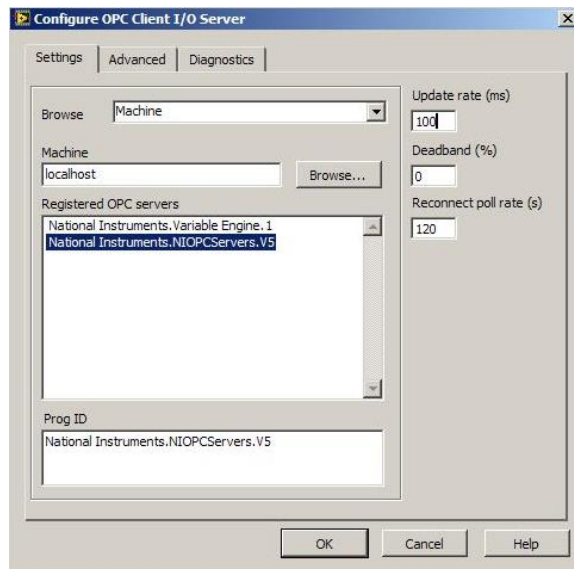 Configure OPC Client I/O Server
Settings
Advanced
Diagnostics
Browse
Machine
Machine
localhost
Browse...
Registered OPC servers
National Instruments.Variable Engine.1
National Instruments.NIOPCServers.V5
Prog ID
National Instruments.NIOPCServers.V5
Update rate (ms)
100
Deadband (%)
0
Reconnect poll rate (s)
120
OK
Cancel
Help